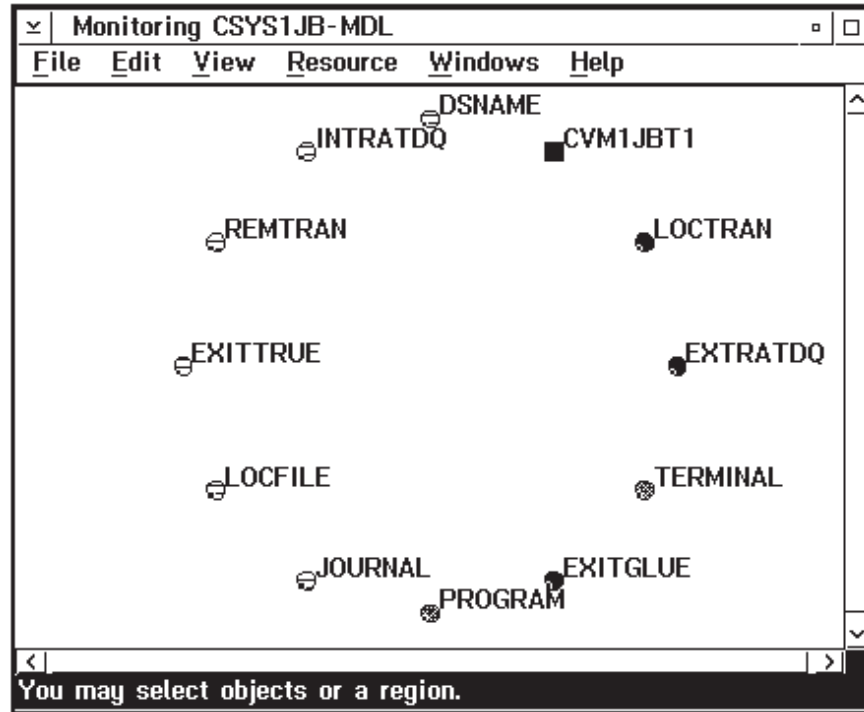 Monitoring CSYS1JB-MDL
File Edit View Resource Windows Help
DSNAME
INTRATDQ
CVM1JBT1
REMTRAN
LOCTRAN
EXITTRUE
EXTRATDQ
LOCFILE
TERMINAL
JOURNAL
EXITGLUE
PROGRAM
You may select objects or a region.